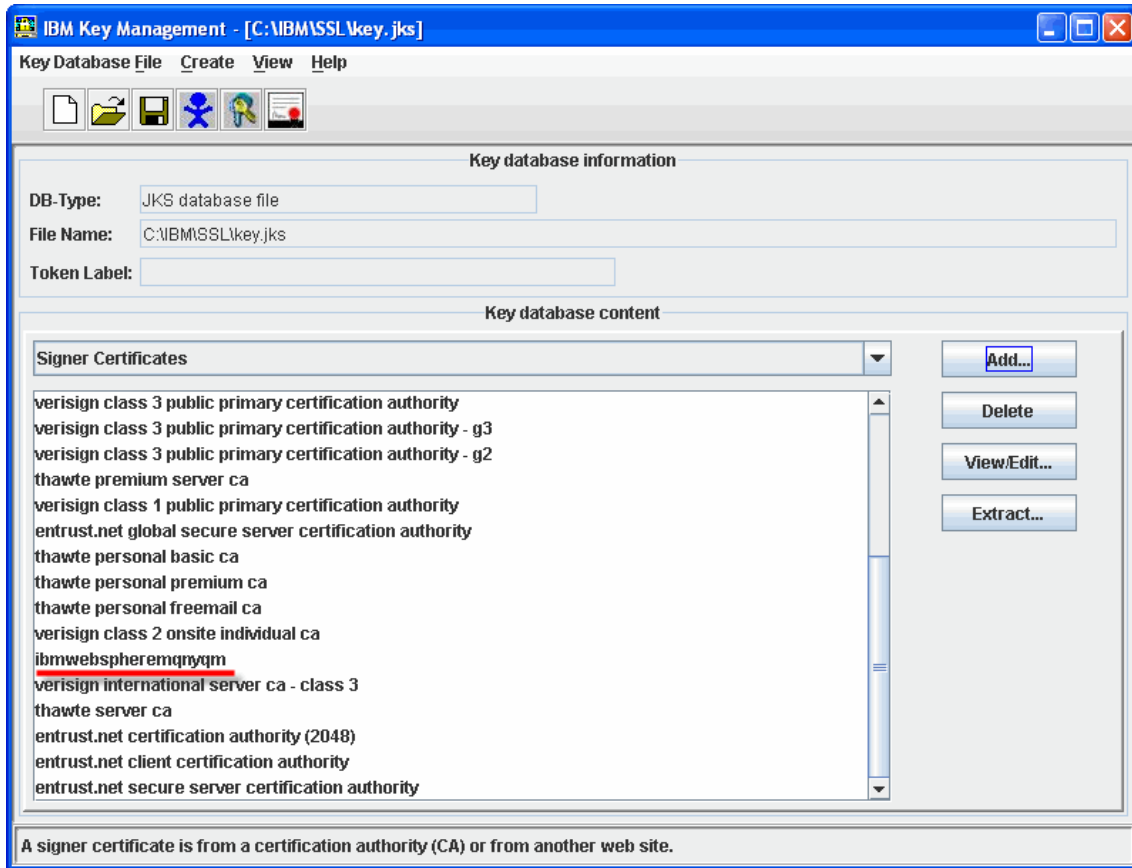 IBM Key Management - [C:\IBM\SSL\key.jks]
Key Database File Create View Help
Key database information
DB-Type: JKS database file
File Name: C:\IBM\SSL\key.jks
Token Label:
Key database content
Signer Certificates
Add...
verisign class 3 public primary certification authority
verisign class 3 public primary certification authority - g3
verisign class 3 public primary certification authority - g2
thawte premium server ca
verisign class 1 public primary certification authority
entrust.net global secure server certification authority
thawte personal basic ca
thawte personal premium ca
thawte personal freemail ca
verisign class 2 onsite individual ca
ibmwebspheremqnyqm
verisign international server ca - class 3
thawte server ca
entrust.net certification authority (2048)
entrust.net client certification authority
entrust.net secure server certification authority
Delete
View/Edit...
Extract...
A signer certificate is from a certification authority (CA) or from another web site.